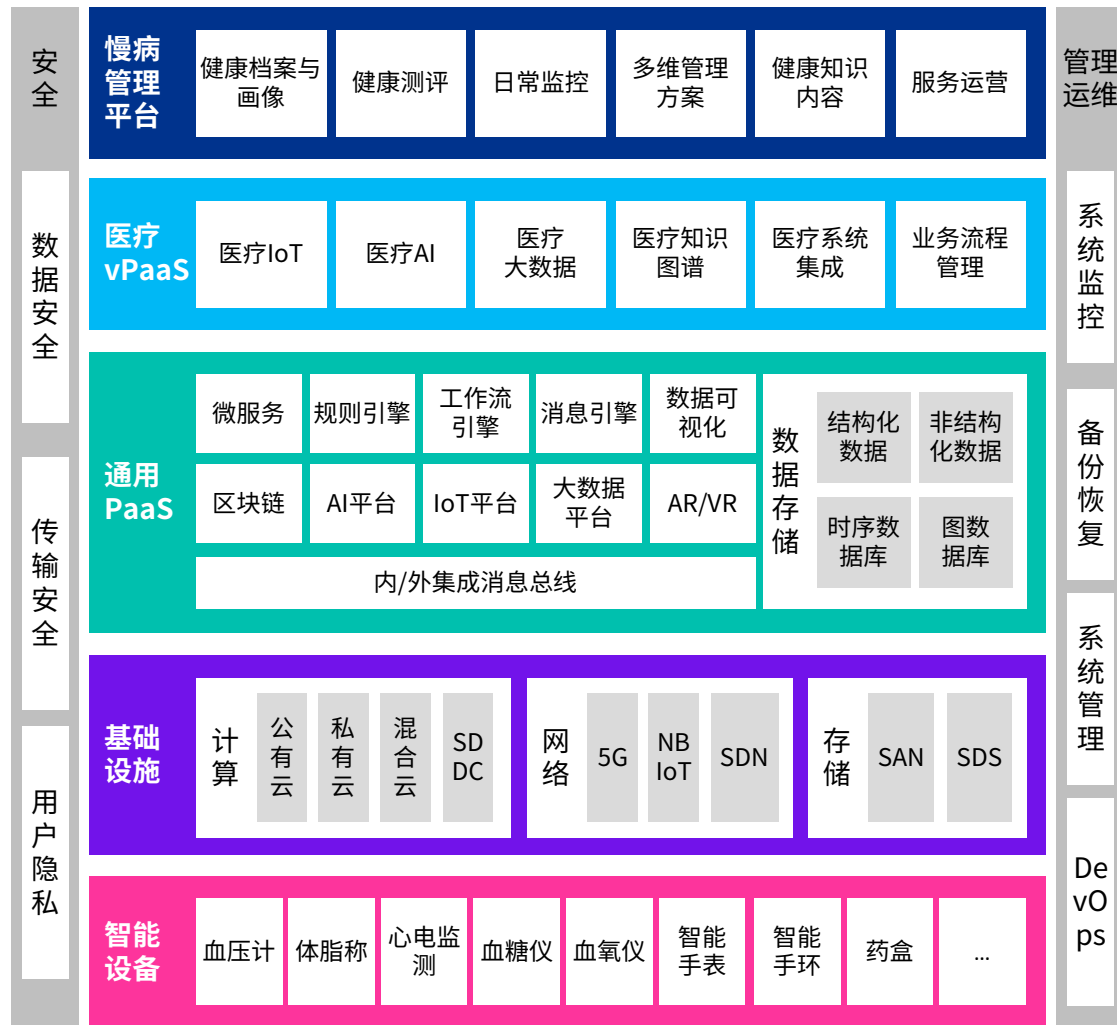 安
全
数
据
安
全
传
输
安
全
用
户
隐
私
慢病
管理
平台
健康档案与
画像
健康测评
日常监控
多维管理
方案
健康知识
内容
服务运营
医疗
vPaaS
医疗IoT
医疗AI
医疗
大数据
医疗知识
图谱
医疗系统
集成
业务流程
管理
通用
PaaS
微服务
规则引擎
工作流
引擎
消息引擎
数据可
视化
区块链
AI平台
IoT平台
大数据
平台
AR/VR
内/外集成消息总线
数
据
存
储
结构化
数据
非结构
化数据
时序数
据库
图数
据库
基础
设施
计
算
公
有
云
私
有
云
混
合
云
SD
DC
网
络
5G
NB
IoT
SDN
存
储
SAN
SDS
智能
设备
血压计
体脂称
心电监
测
血糖仪
血氧仪
智能
手表
智能
手环
药盒
...
管理
运维
系
统
监
控
备
份
恢
复
系
统
管
理
De
vO
ps